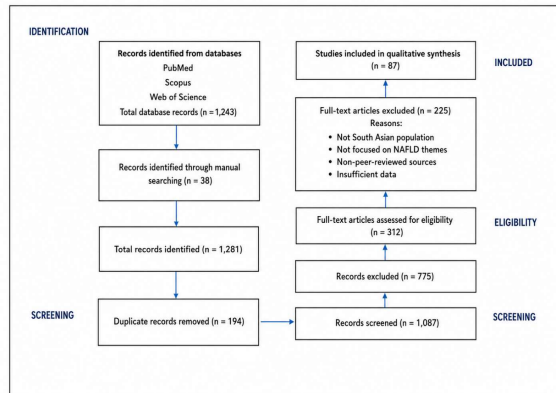 IDENTIFICATION
Records identified from databases
PubMed
Scopus
Web of Science
Total database records (n = 1,243)
Records identified through manual
searching (n = 38)
Total records identified (n = 1,281)
SCREENING
Duplicate records removed (n = 194)
Records screened (n = 1,087)
SCREENING
Records excluded (n = 775)
Full-text articles assessed for eligibility
(n = 312)
ELIGIBILITY
Full-text articles excluded (n = 225)
Reasons:
• Not South Asian population
• Not focused on NAFLD themes
• Non-peer-reviewed sources
• Insufficient data
Studies included in qualitative synthesis
(n = 87)
INCLUDED